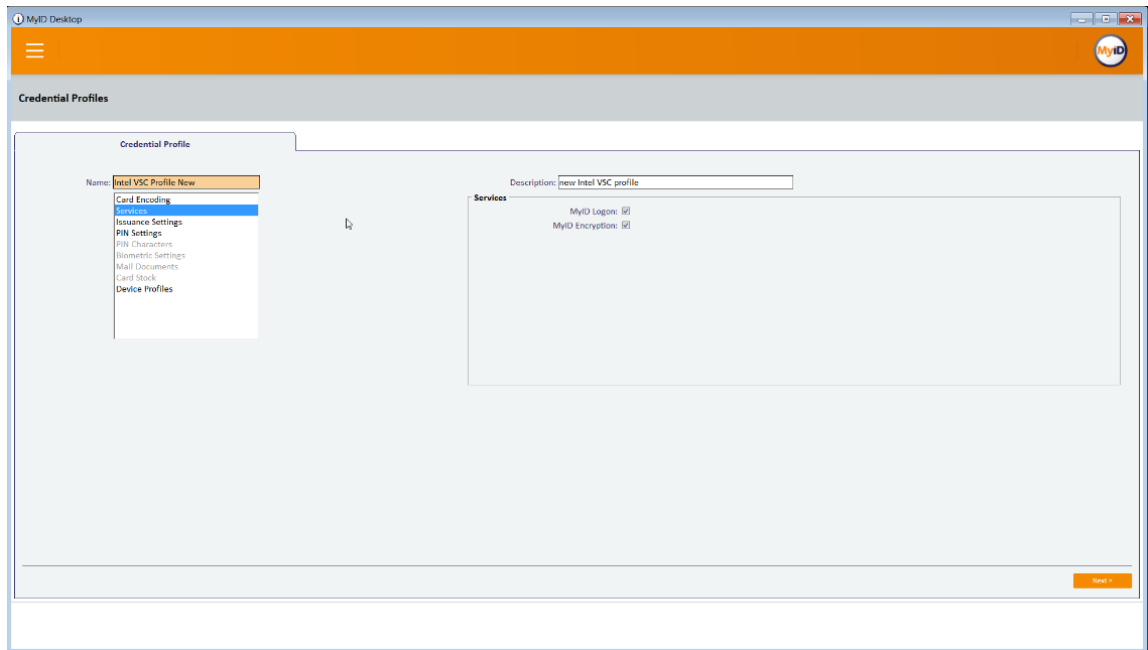 MyID Desktop
MyiD
Credential Profiles
Credential Profile
Name: Intel VSC Profile New
Description: new Intel VSC profile
Card Encoding
Services
Issuance Settings
PIN Settings
PIN Characters
Biometric Settings
Mail Documents
Card Stock
Device Profiles
Services
MyID Logon:
MyID Encryption:
Next >